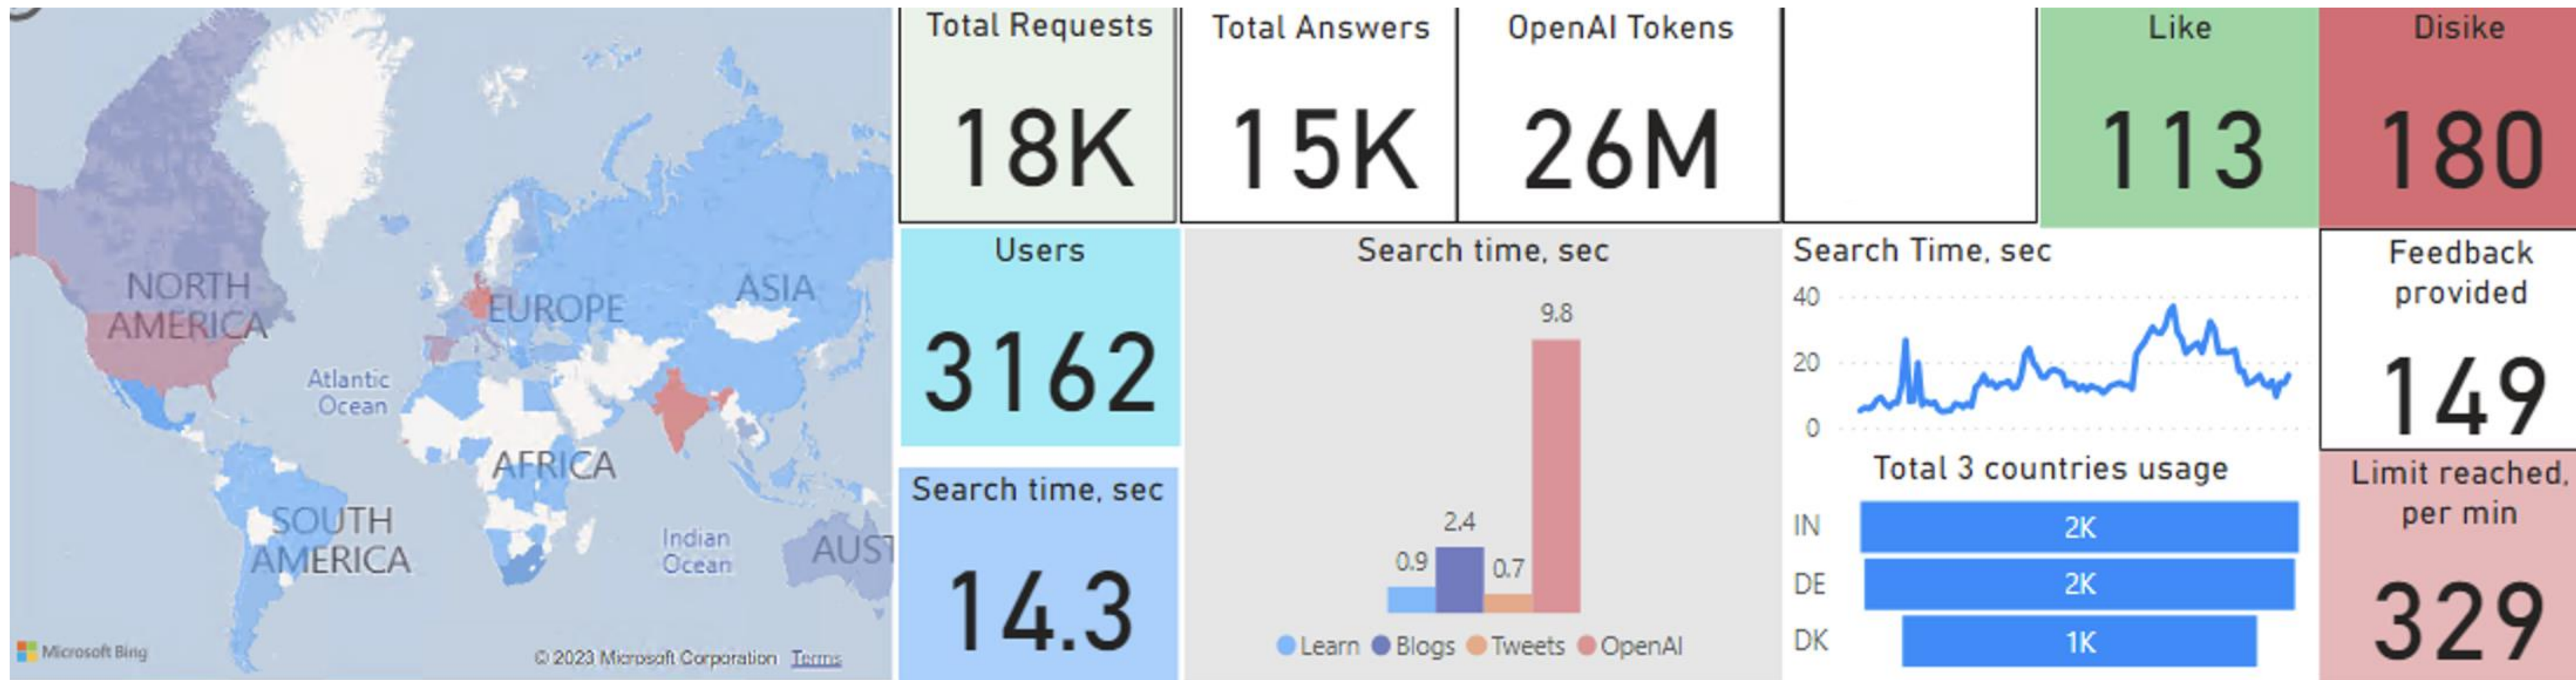 NORTH
AMERICA
EUROPE
ASIA
Atlantic
Ocean
AFRICA
SOUTH
AMERICA
Indian
Ocean
AUST
Microsoft Bing
© 2023 Microsoft Corporation Terms
Total Requests
18K
Total Answers
15K
OpenAI Tokens
26M
Like
113
Disike
180
Users
3162
Search time, sec
14.3
Search time, sec
0.9
2.4
0.7
9.8
Learn Blogs Tweets OpenAI
Search Time, sec
40
20
0
Total 3 countries usage
IN 2K
DE 2K
DK 1K
Feedback
provided
149
Limit reached,
per min
329